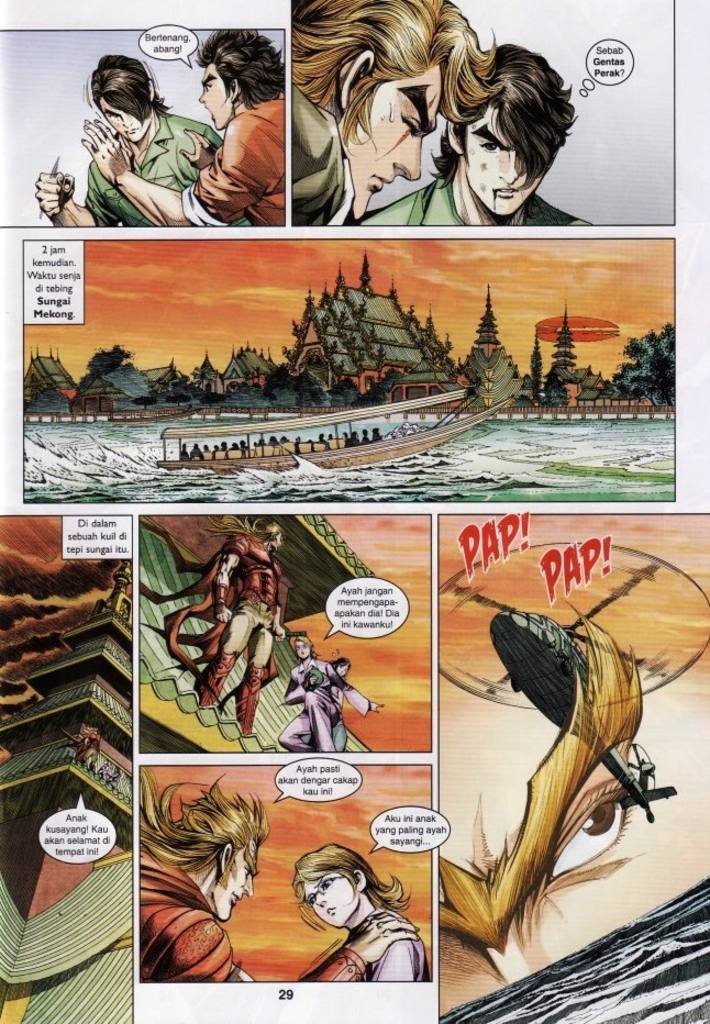 Bertenang,
abang!
Sebab
Gentas
Perak?
2 jam
kemudian.
Waktu senja
di tebing
Sungai
Mekong.
Di dalam
sebuah kuil di
tepi sungai itu.
Anak
kusayang! Kau
akan selamat di
tempat ini!
Ayah jangan
mempengapa-
apakan dia! Dia
ini kawanku!
Ayah pasti
akan dengar cakap
kau ini!
Aku ini anak
yang paling ayah
sayangi...
PAP!
PAP!
29